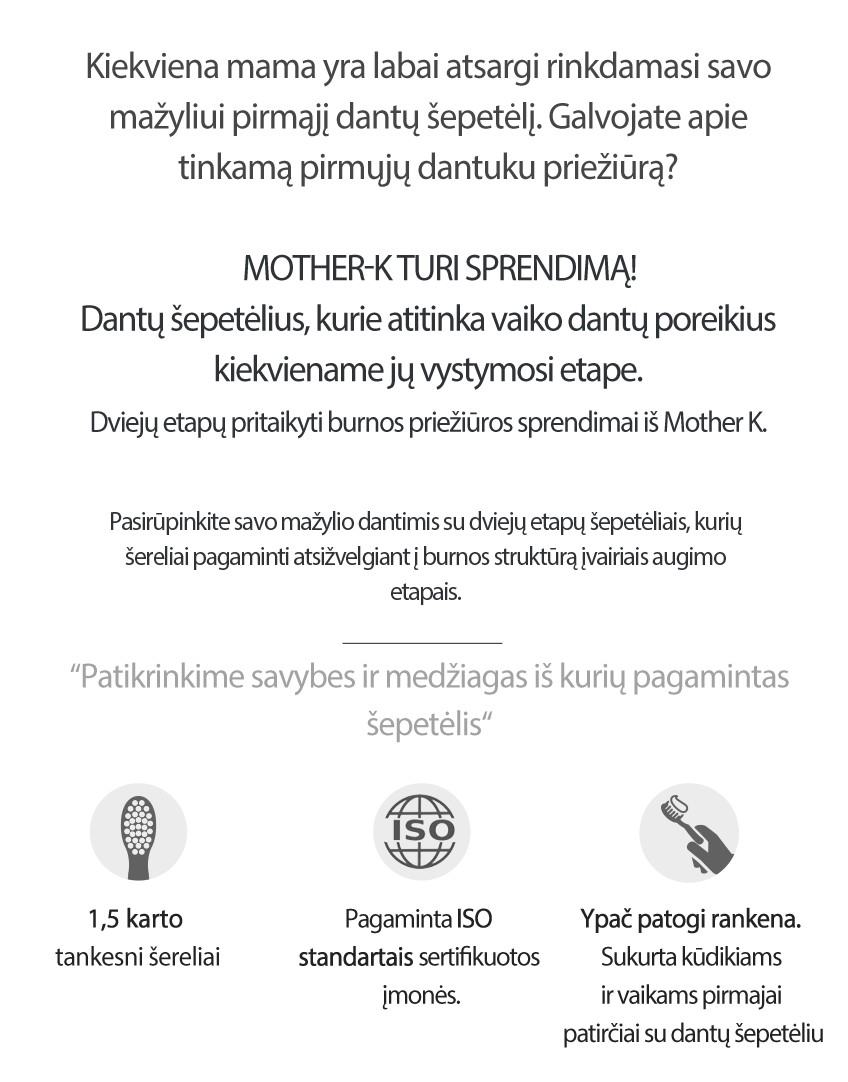 Kiekviena mama yra labai atsargi rinkdamasi savo
mažyliui pirmąjį dantų šepetėlį. Galvojate apie
tinkamą pirmųjų dantuku priežiūrą?
MOTHER-K TURI SPRENDIMĄ!
Dantų šepetėlius, kurie atitinka vaiko dantų poreikius
kiekviename jų vystymosi etape.
Dviejų etapų pritaikyti burnos priežiūros sprendimai iš Mother K.
Pasirūpinkite savo mažylio dantimis su dviejų etapų šepetėliais, kurių
šereliai pagaminti atsižvelgiant į burnos struktūrą įvairiais augimo
etapais.
“Patikrinkime savybes ir medžiagas iš kurių pagamintas
šepetėlis“
ISO
1,5 karto
tankesni šereliai
Pagaminta ISO
standartais sertifikuotos
įmonės.
Ypač patogi rankena.
Sukurta kūdikiams
ir vaikams pirmajai
patirčiai su dantų šepetėliu